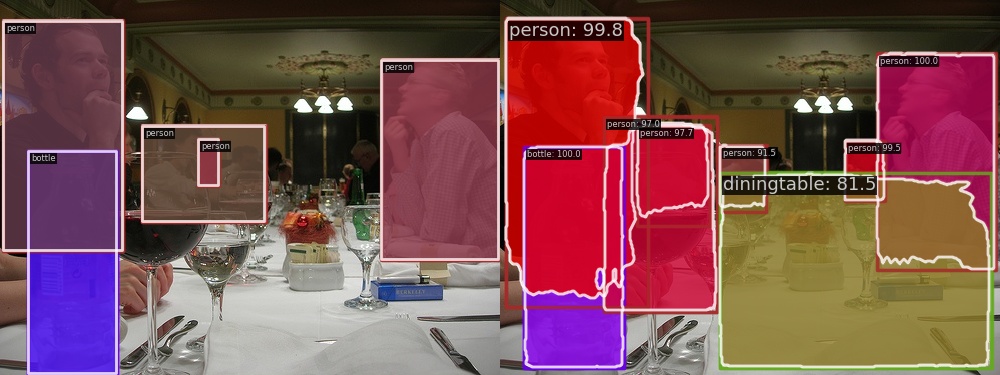 person
person
person
person
bottle
BERKELEY
person: 99.8
person: 100.0
person: 97.0
person: 97.7
bottle: 100.0
person: 91.5
person: 99.5
diningtable: 81.5